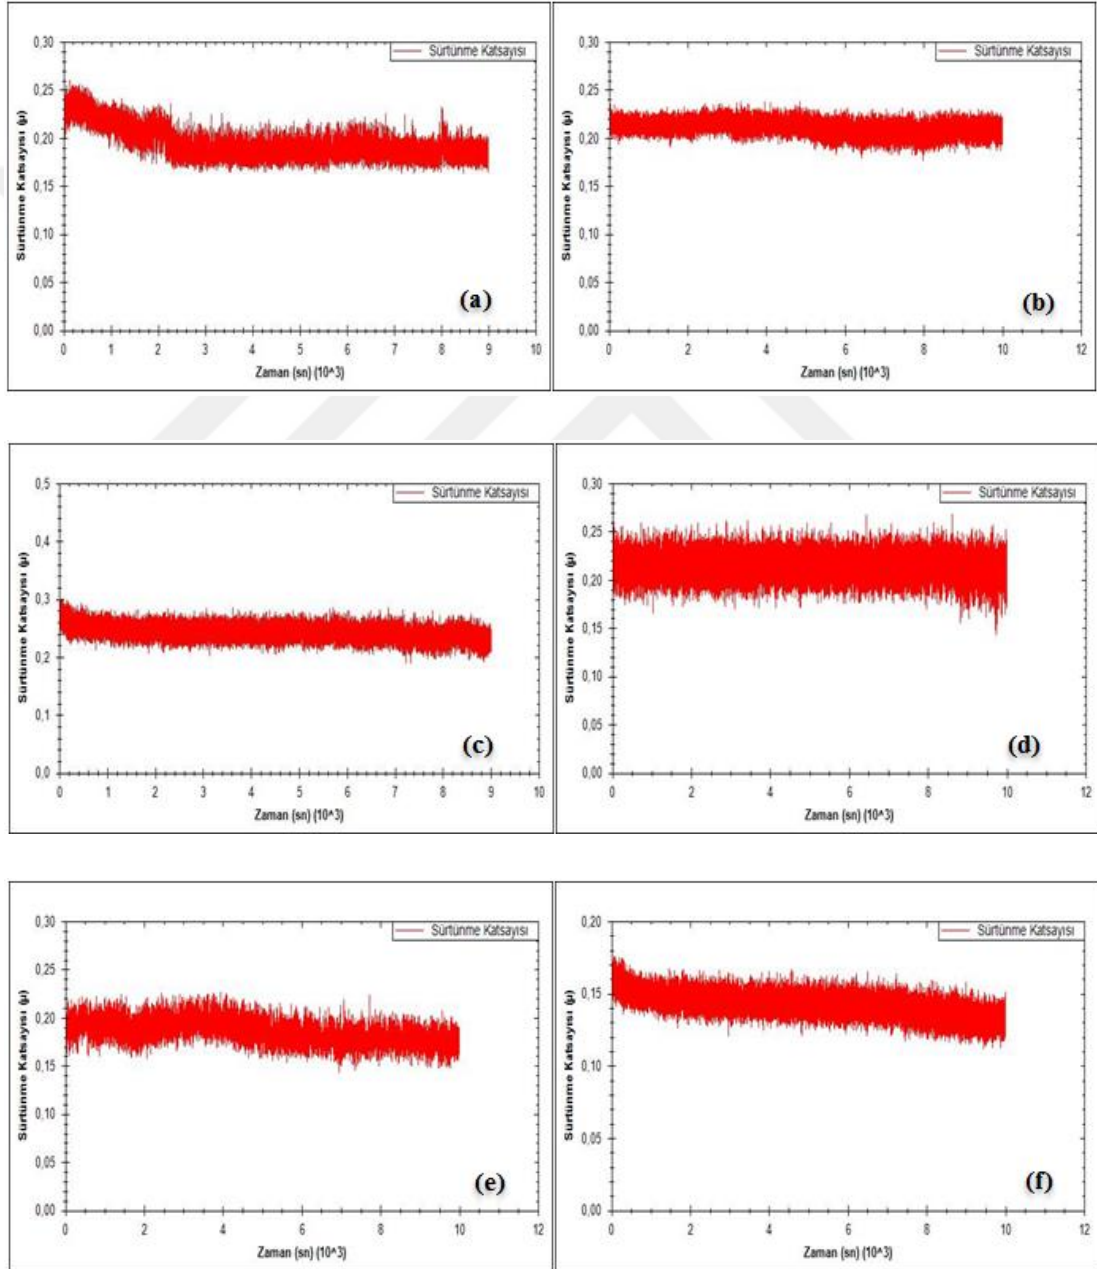 0,30
0,25
0,20
0,15
0,10
0,05
0,00
Sürtünme Katsayısı (μ)
Sürtünme Katsayısı
(a)
0 1 2 3 4 5 6 7 8 9 10
Zaman (sn) (10^3)
0,30
0,25
0,20
0,15
0,10
0,05
0,00
Sürtünme Katsayısı (μ)
Sürtünme Katsayısı
(b)
0 2 4 6 8 10 12
Zaman (sn) (10^3)
0,5
0,4
0,3
0,2
0,1
0,0
Sürtünme Katsayısı (μ)
Sürtünme Katsayısı
(c)
0 1 2 3 4 5 6 7 8 9 10
Zaman (sn) (10^3)
0,30
0,25
0,20
0,15
0,10
0,05
0,00
Sürtünme Katsayısı (μ)
Sürtünme Katsayısı
(d)
0 2 4 6 8 10 12
Zaman (sn) (10^3)
0,30
0,25
0,20
0,15
0,10
0,05
0,00
Sürtünme Katsayısı (μ)
Sürtünme Katsayısı
(e)
0 2 4 6 8 10 12
Zaman (sn) (10^3)
0,20
0,15
0,10
0,05
0,00
Sürtünme Katsayısı (μ)
Sürtünme Katsayısı
(f)
0 2 4 6 8 10 12
Zaman (sn) (10^3)